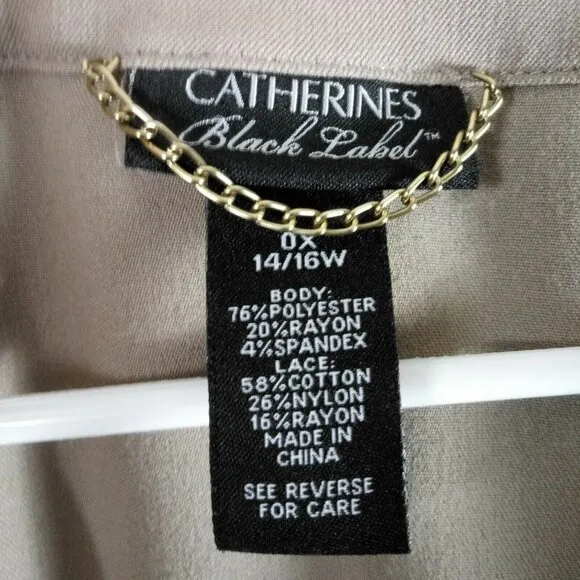 CATHERINES
Black Label™
0X
14/16W
BODY:
76%POLYESTER
20%RAYON
4%SPANDEX
LACE:
58%COTTON
26%NYLON
16%RAYON
MADE IN
CHINA
SEE REVERSE
FOR CARE